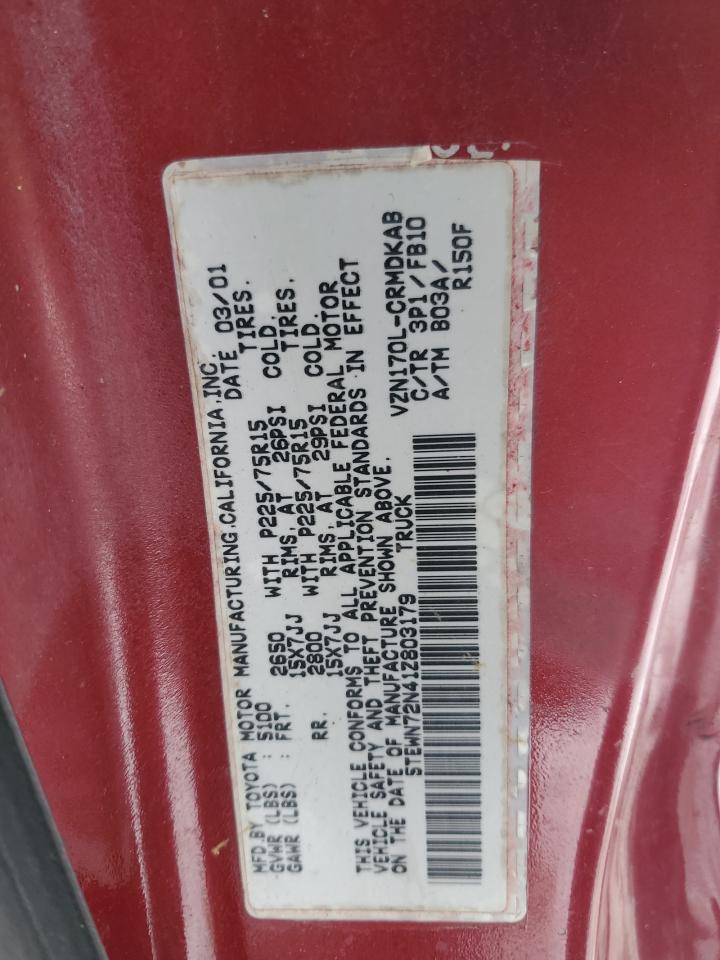 MFD.BY TOYOTA MOTOR MANUFACTURING.CALIFORNIA.INC.
GVWR (LBS) : 5100 DATE 03/01
GAWR (LBS) : FRT. 2650 WITH P225/75R15 TIRES.
15X7JJ RIMS, AT 26PSI COLD.
RR. 2800 WITH P225/75R15 TIRES.
15X7JJ RIMS, AT 29PSI COLD.
THIS VEHICLE CONFORMS TO ALL APPLICABLE FEDERAL MOTOR
VEHICLE SAFETY AND THEFT PREVENTION STANDARDS IN EFFECT
ON THE DATE OF MANUFACTURE SHOWN ABOVE.
5TEWN72N41Z803179 TRUCK
VZN170L-CRMDKAB
C/TR 3P1/FB10
A/TM B03A/
R150F